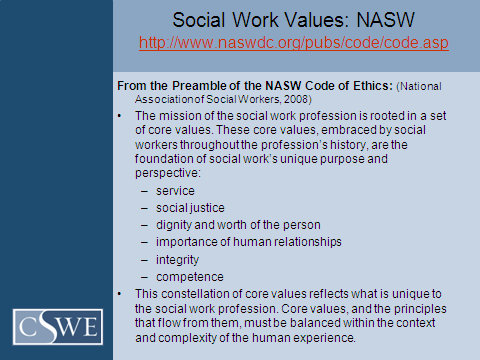 Social Work Values: NASW
http://www.naswdc.org/pubs/code/code.asp
From the Preamble of the NASW Code of Ethics: (National
Association of Social Workers, 2008)
• The mission of the social work profession is rooted in a set
of core values. These core values, embraced by social
workers throughout the profession's history, are the
foundation of social work's unique purpose and
perspective:
– service
– social justice
– dignity and worth of the person
– importance of human relationships
– integrity
– competence
• This constellation of core values reflects what is unique to
the social work profession. Core values, and the principles
that flow from them, must be balanced within the context
and complexity of the human experience.
CSWE